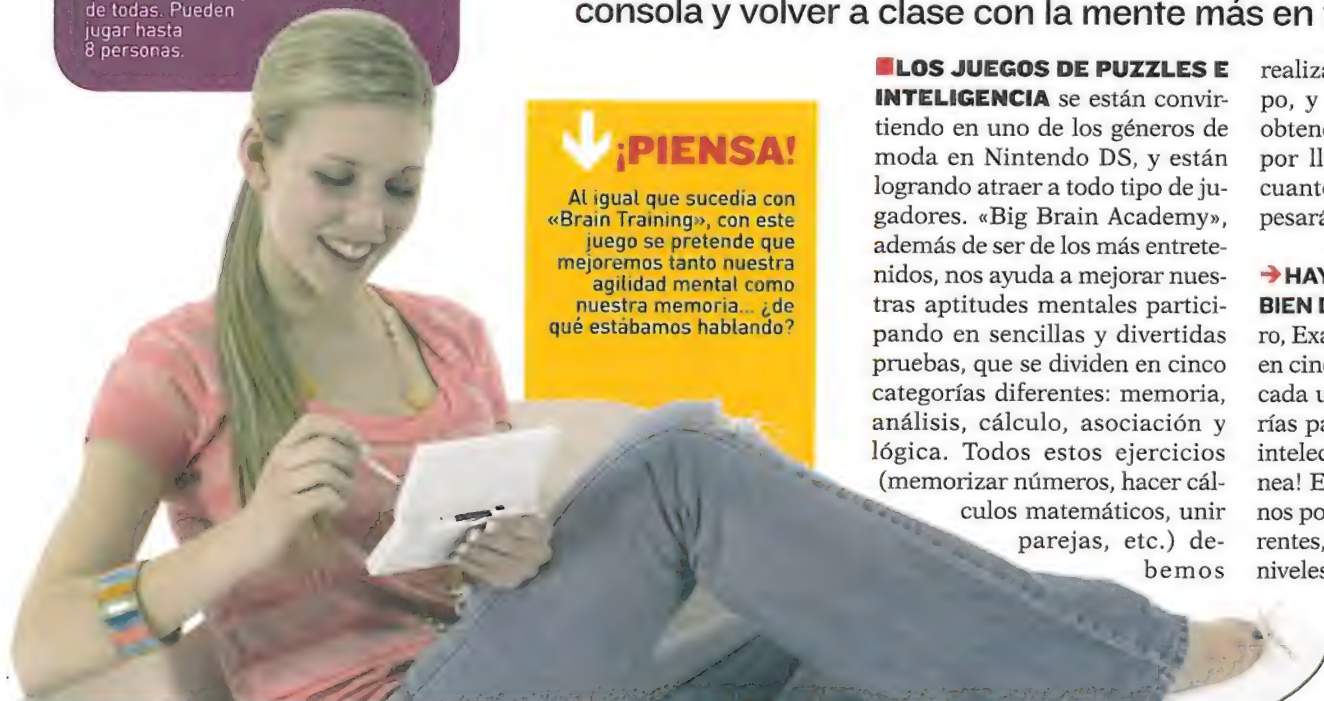 de todas. Pueden
jugar hasta
8 personas.
consola y volver a clase con la mente más en
¡PIENSA!
Al igual que sucedía con
«Brain Training», con este
juego se pretende que
mejoremos tanto nuestra
agilidad mental como
nuestra memoria... ¿de
qué estábamos hablando?
LOS JUEGOS DE PUZZLES E
INTELIGENCIA se están convir-
tiendo en uno de los géneros de
moda en Nintendo DS, y están
logrando atraer a todo tipo de ju-
gadores. «Big Brain Academy»,
además de ser de los más entrete-
nidos, nos ayuda a mejorar nues-
tras aptitudes mentales partici-
pando en sencillas y divertidas
pruebas, que se dividen en cinco
categorías diferentes: memoria,
análisis, cálculo, asociación y
lógica. Todos estos ejercicios
(memorizar números, hacer cál-
culos matemáticos, unir
parejas, etc.) de-
bemos
realiza
po, y
obtene
por ll
cuanto
pesará
HAY
BIEN D
ro, Exa
en cinc
cada u
rías pa
intelec
nea! E
nos po
rentes,
niveles